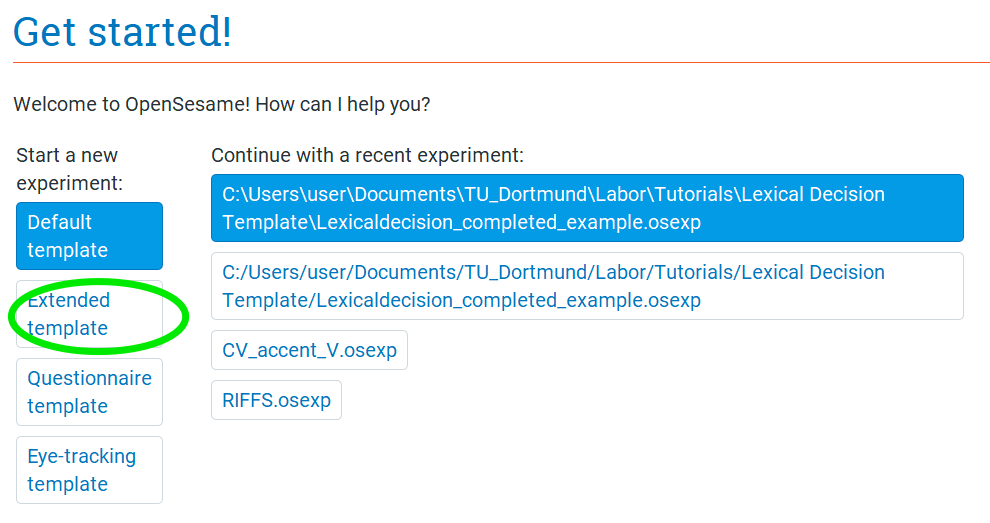 Get started!
Welcome to OpenSesame! How can I help you?
Start a new
experiment:
Default
template
Extended
template
Questionnaire
template
Eye-tracking
template
Continue with a recent experiment:
C:\Users\user\Documents\TU_Dortmund\Labor\Tutorials\Lexical Decision
Template\Lexicaldecision_completed_example.osexp
C:/Users/user/Documents/TU_Dortmund/Labor/Tutorials/Lexical Decision
Template/Lexicaldecision_completed_example.osexp
CV_accent_V.osexp
RIFFS.osexp